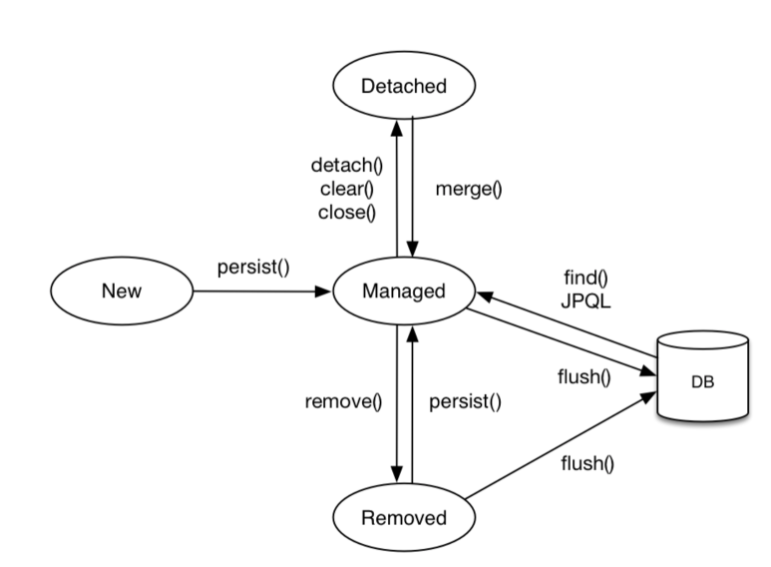 Detached
detach()
clear()
close()
merge()
New
persist()
Managed
find()
JPQL
flush()
DB
remove()
persist()
flush()
Removed